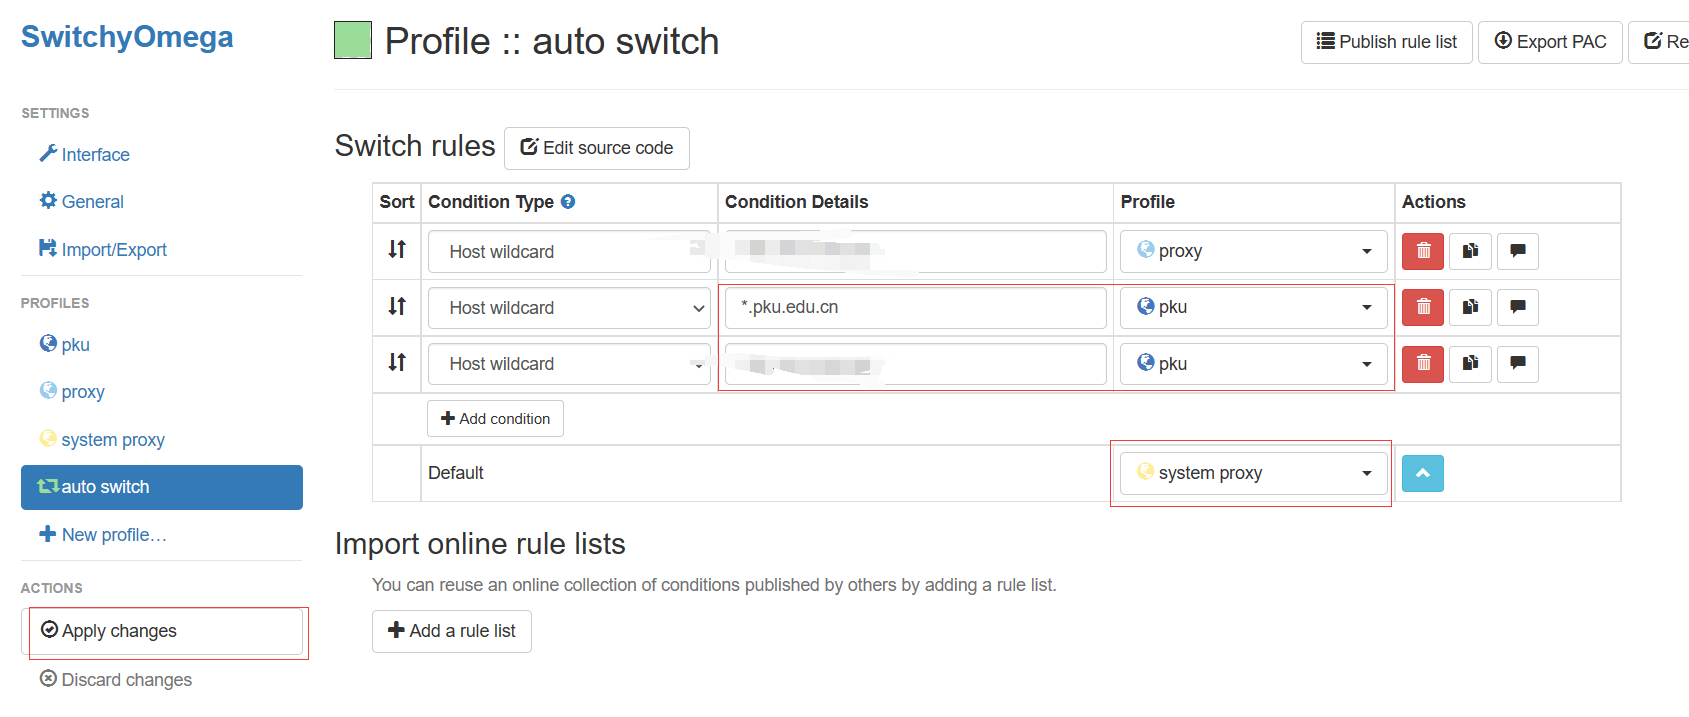 SwitchyOmega
SETTINGS
Interface
General
Import/Export
PROFILES
pku
proxy
system proxy
auto switch
New profile…
ACTIONS
Apply changes
Discard changes
Profile :: auto switch
Publish rule list
Export PAC
Re
Switch rules
Edit source code
Sort Condition Type Condition Details Profile Actions
Host wildcard proxy
Host wildcard *.pku.edu.cn pku
Host wildcard pku
Add condition
Default system proxy
Import online rule lists
You can reuse an online collection of conditions published by others by adding a rule list.
Add a rule list